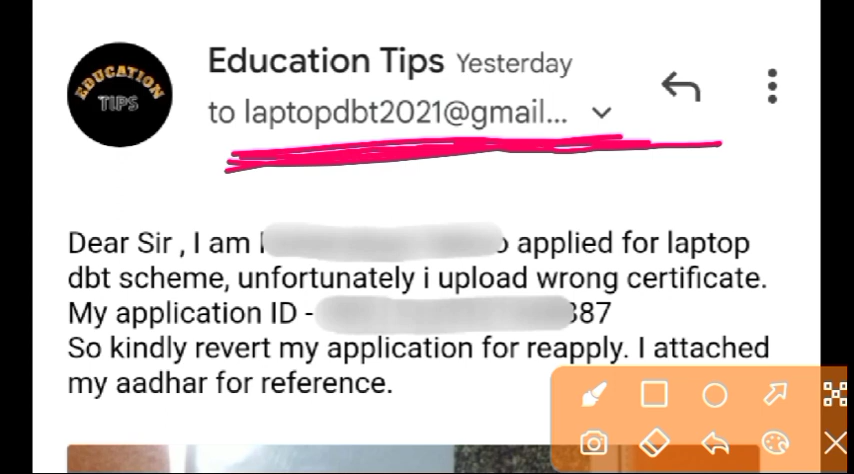 EDUCATION
TIPS
Education Tips Yesterday
to laptopdbt2021@gmail...
Dear Sir , I am applied for laptop
dbt scheme, unfortunately i upload wrong certificate.
My application ID - 387
So kindly revert my application for reapply. I attached
my aadhar for reference.